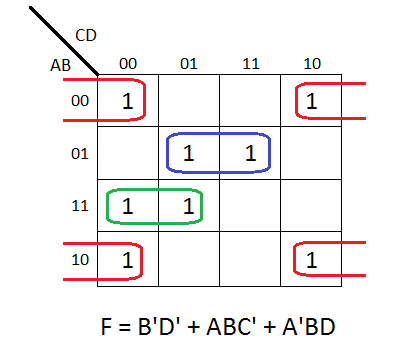 CD
AB 00 01 11 10
00 1 1
01 1 1
11 1 1
10 1 1
F = B'D' + ABC' + A'BD